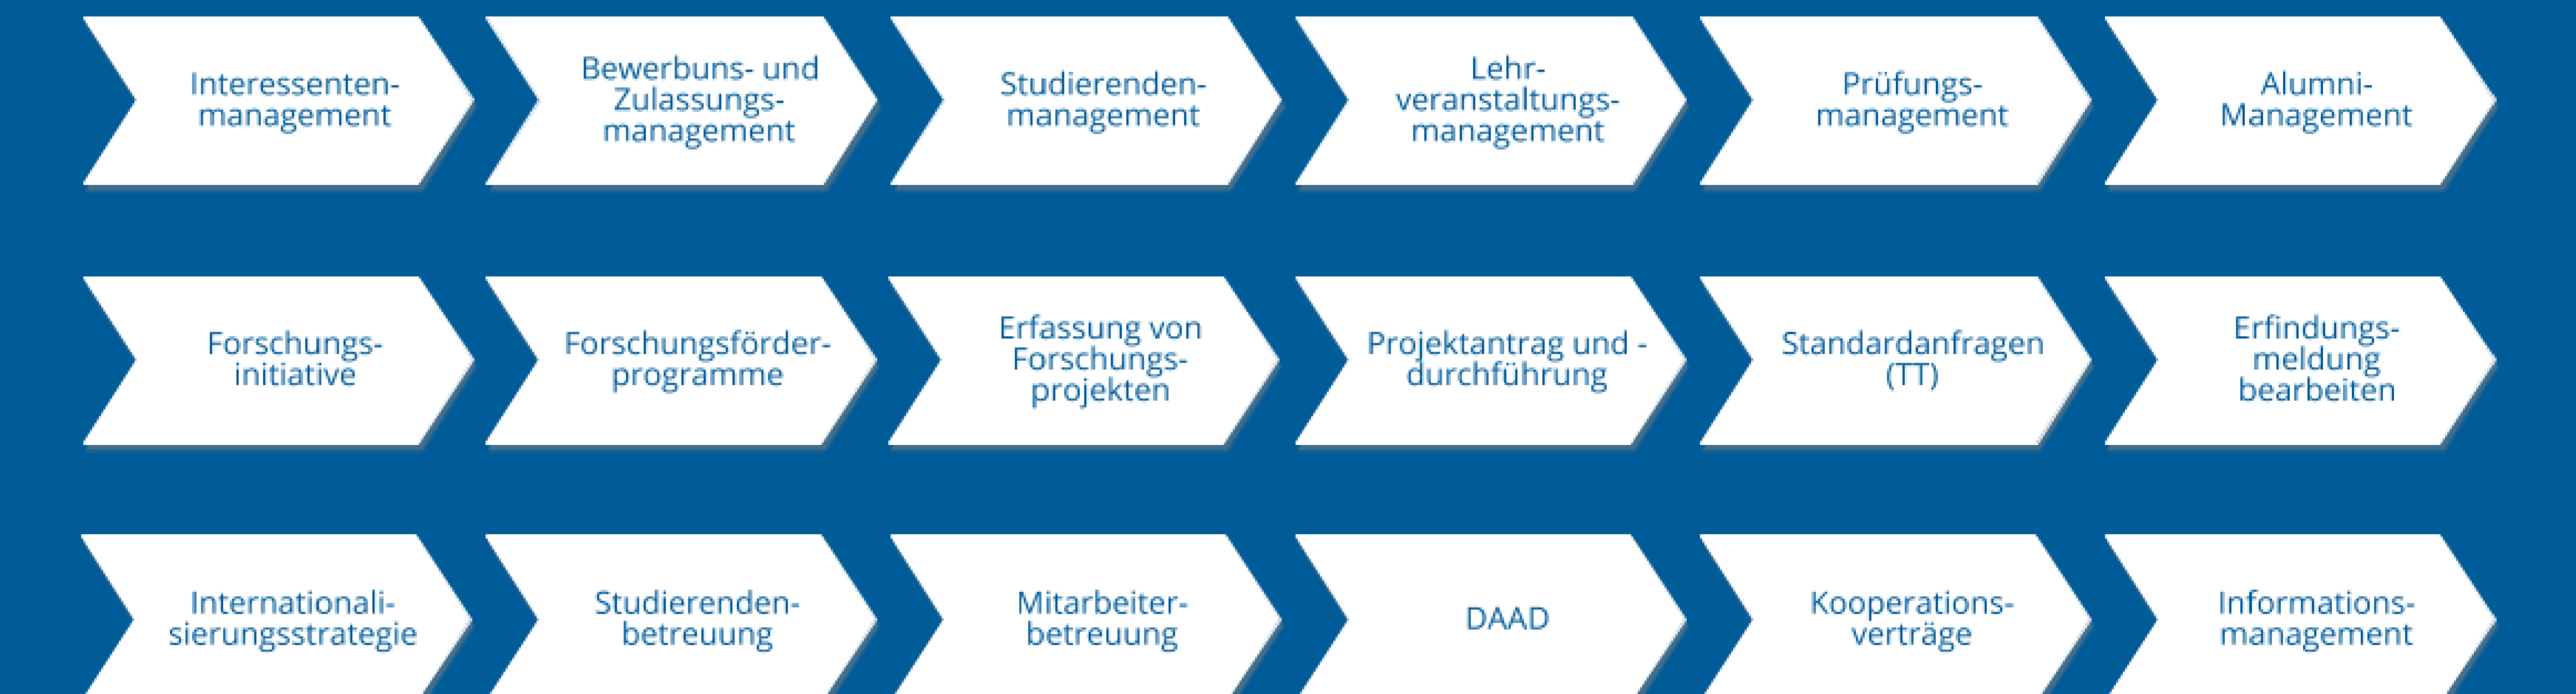 Interessenten-
management
Bewerbuns- und
Zulassungs-
management
Studierenden-
management
Lehr-
veranstaltungs-
management
Prüfungs-
management
Alumni-
Management
Forschungs-
initiative
Forschungsförder-
programme
Erfassung von
Forschungs-
projekten
Projektantrag und -
durchführung
Standardanfragen
(TT)
Erfindungs-
meldung
bearbeiten
Internationali-
sierungsstrategie
Studierenden-
betreuung
Mitarbeiter-
betreuung
DAAD
Kooperations-
verträge
Informations-
management